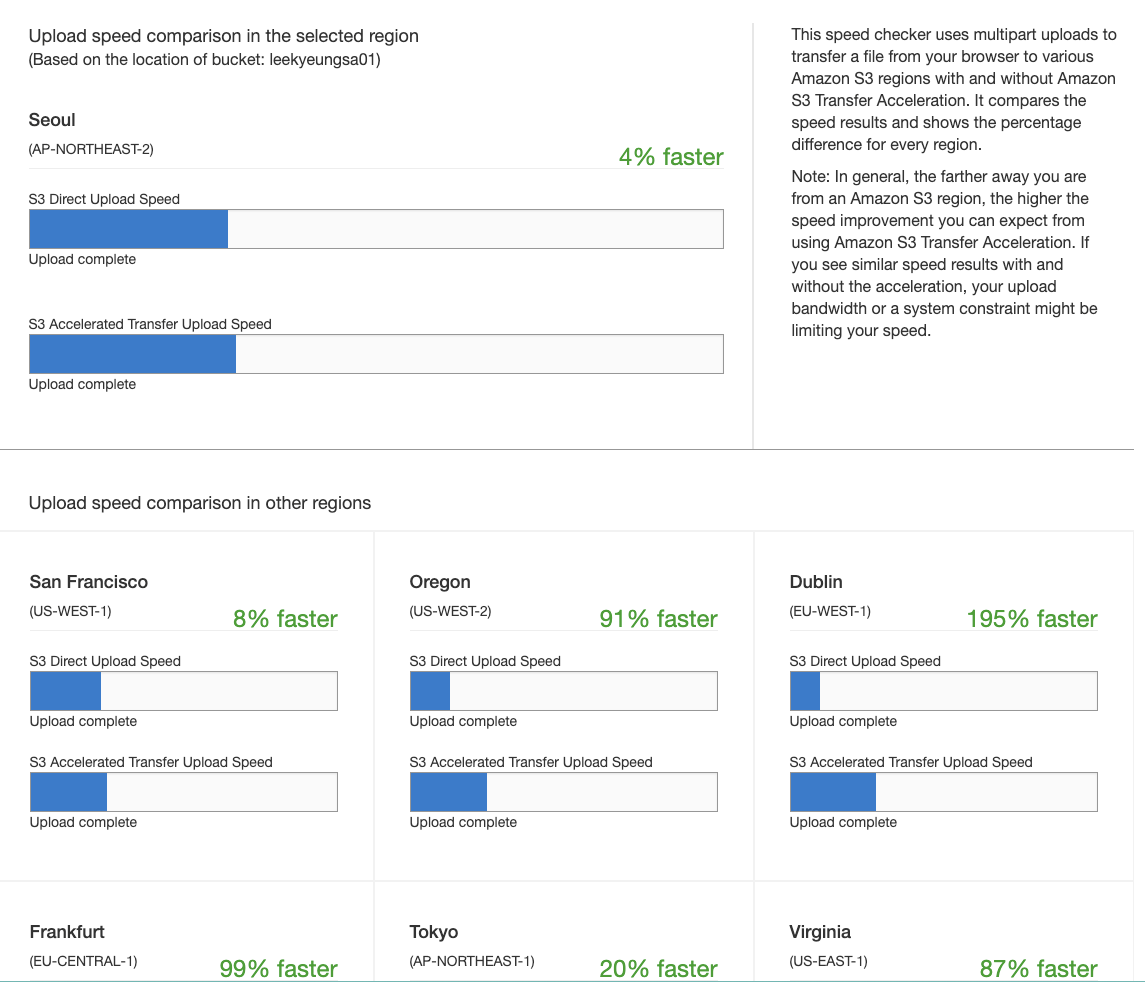 Upload speed comparison in the selected region
(Based on the location of bucket: leekyeungsa01)
Seoul
(AP-NORTHEAST-2)
4% faster
S3 Direct Upload Speed
Upload complete
S3 Accelerated Transfer Upload Speed
Upload complete
This speed checker uses multipart uploads to
transfer a file from your browser to various
Amazon S3 regions with and without Amazon
S3 Transfer Acceleration. It compares the
speed results and shows the percentage
difference for every region.
Note: In general, the farther away you are
from an Amazon S3 region, the higher the
speed improvement you can expect from
using Amazon S3 Transfer Acceleration. If
you see similar speed results with and
without the acceleration, your upload
bandwidth or a system constraint might be
limiting your speed.
Upload speed comparison in other regions
San Francisco
(US-WEST-1)
8% faster
S3 Direct Upload Speed
Upload complete
S3 Accelerated Transfer Upload Speed
Upload complete
Oregon
(US-WEST-2)
91% faster
S3 Direct Upload Speed
Upload complete
S3 Accelerated Transfer Upload Speed
Upload complete
Dublin
(EU-WEST-1)
195% faster
S3 Direct Upload Speed
Upload complete
S3 Accelerated Transfer Upload Speed
Upload complete
Frankfurt
(EU-CENTRAL-1)
99% faster
Tokyo
(AP-NORTHEAST-1)
20% faster
Virginia
(US-EAST-1)
87% faster